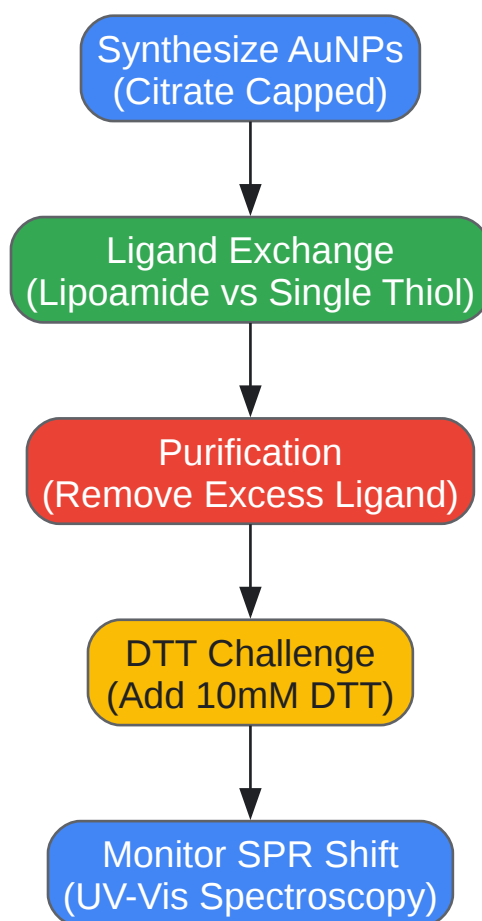 Synthesize AuNPs
(Citrate Capped)
Ligand Exchange
(Lipoamide vs Single Thiol)
Purification
(Remove Excess Ligand)
DTT Challenge
(Add 10mM DTT)
Monitor SPR Shift
(UV-Vis Spectroscopy)